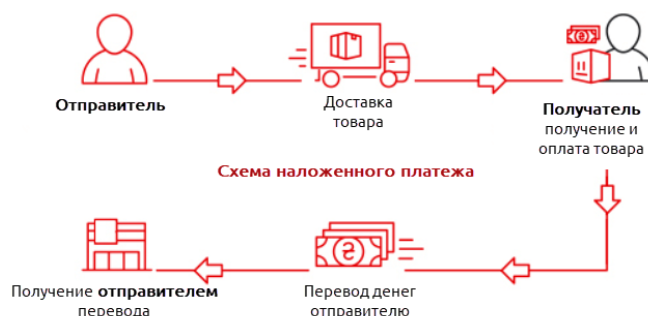 Отправитель
Доставка
товара
Получатель
получение и
оплата товара
Схема наложенного платежа
Получение отправителем
перевода
Перевод денег
отправителю